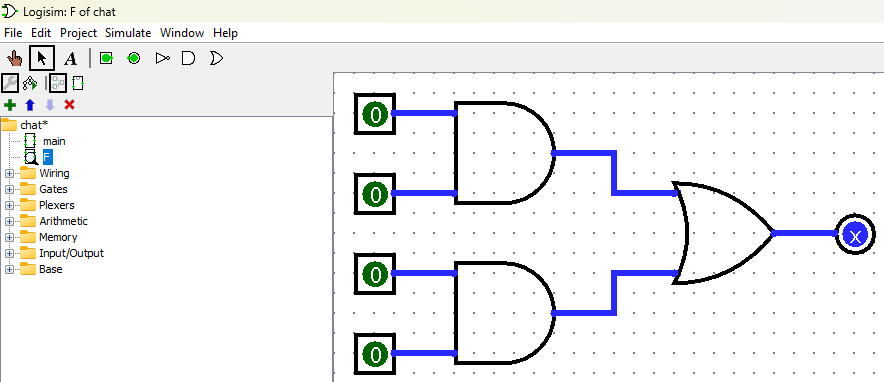 Logisim: F of chat
File Edit Project Simulate Window Help
A
chat*
main
F
Wiring
Gates
Plexers
Arithmetic
Memory
Input/Output
Base
0
0
0
0
x